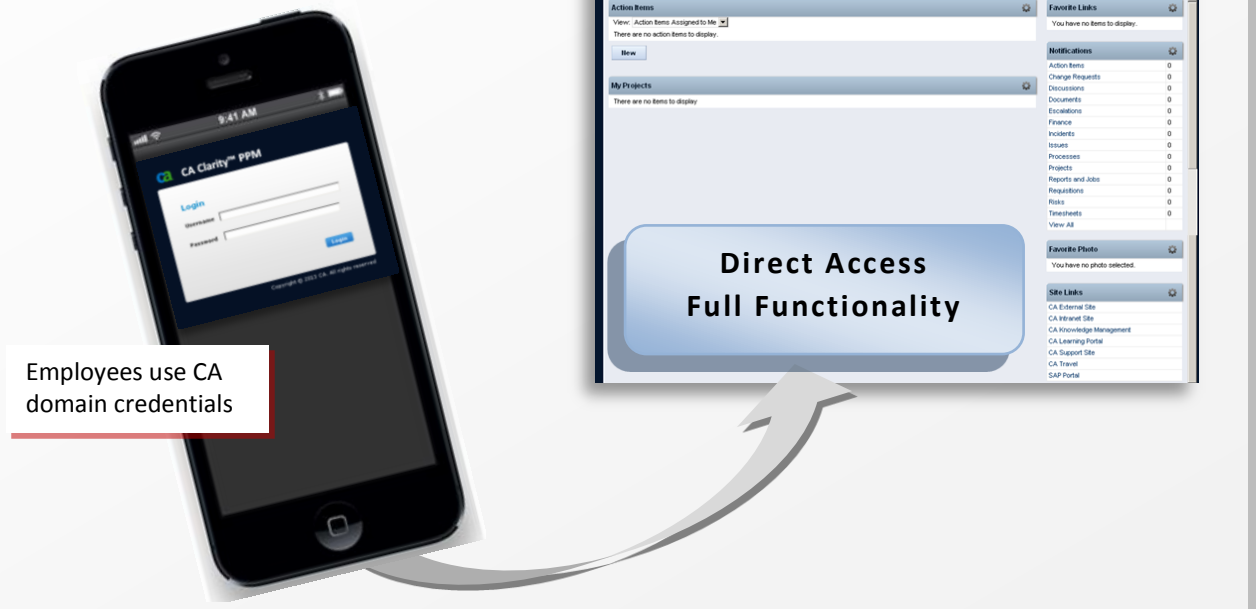 Action Items
View: Action Items Assigned to Me
There are no action items to display.
New
My Projects
There are no items to display
Favorite Links
You have no items to display.
Notifications
Action Items 0
Change Requests 0
Discussions 0
Documents 0
Escalations 0
Finance 0
Incidents 0
Issues 0
Processes 0
Projects 0
Reports and Jobs 0
Requisitions 0
Risks 0
Timesheets 0
View All
Favorite Photo
You have no photo selected.
Site Links
CA External Site
CA Intranet Site
CA Knowledge Management
CA Learning Portal
CA Support Site
CA Travel
SAP Portal
Direct Access
Full Functionality
9:41 AM
ca CA Clarity™ PPM
Login
Username
Password
Login
Copyright © 2013 CA. All rights reserved
Employees use CA
domain credentials